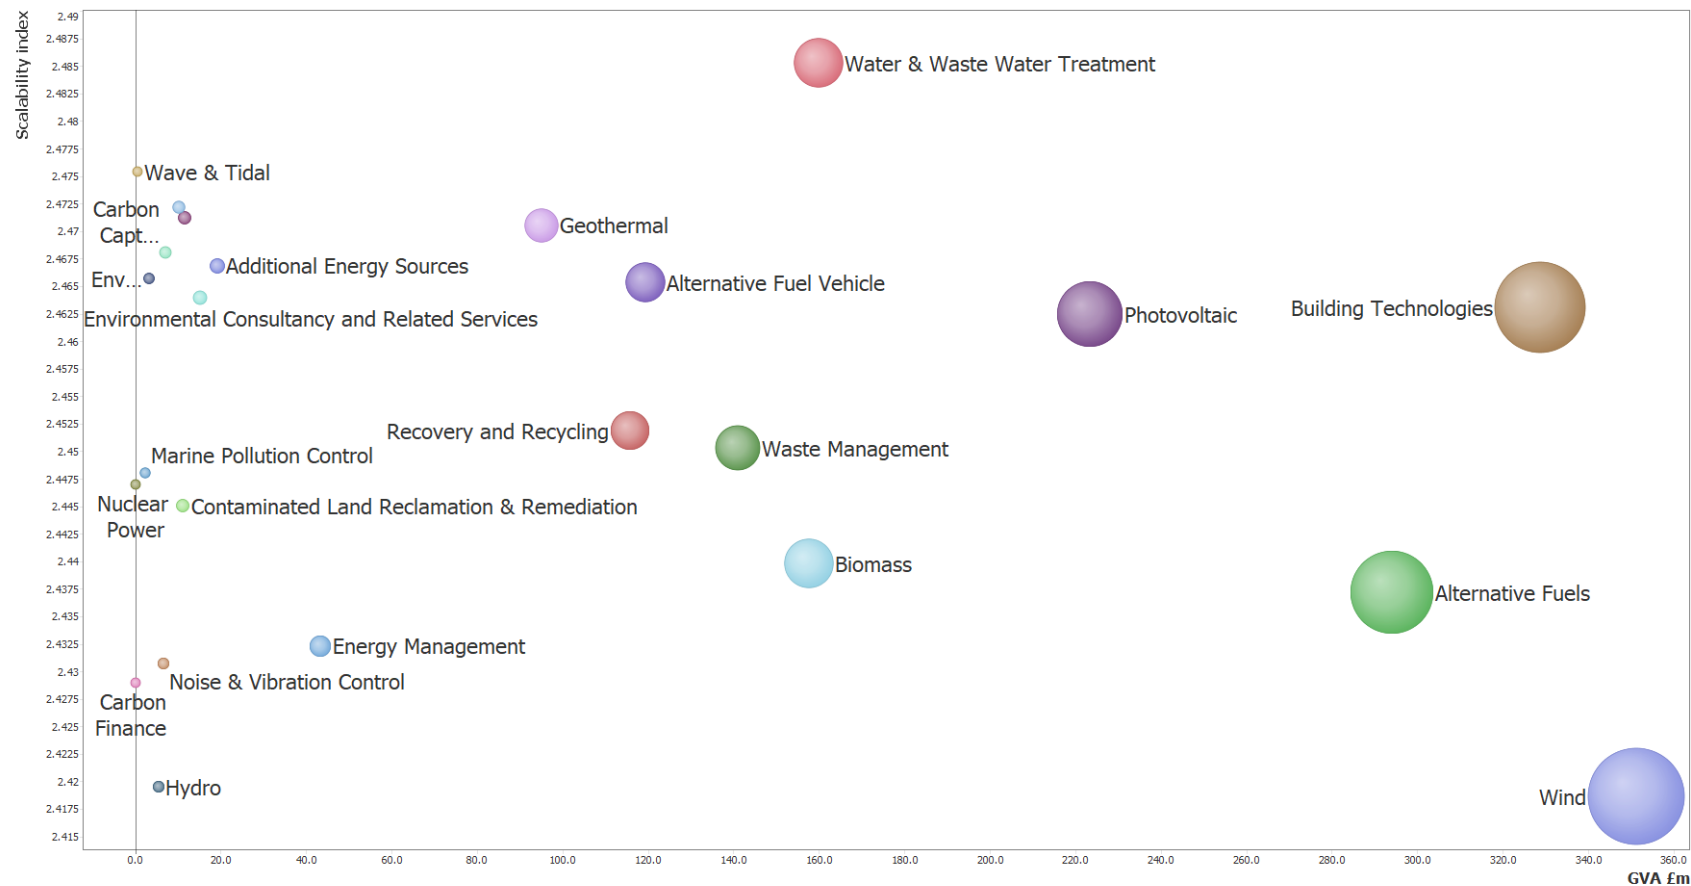 Scalability index
2.49
2.4875
2.485
2.4825
2.48
2.4775
2.475
2.4725
2.47
2.4675
2.465
2.4625
2.46
2.4575
2.455
2.4525
2.45
2.4475
2.445
2.4425
2.44
2.4375
2.435
2.4325
2.43
2.4275
2.425
2.4225
2.42
2.4175
2.415
Water & Waste Water Treatment
Wave & Tidal
Carbon
Capt...
Geothermal
Additional Energy Sources
Env...
Alternative Fuel Vehicle
Building Technologies
Photovoltaic
Environmental Consultancy and Related Services
Recovery and Recycling
Waste Management
Marine Pollution Control
Nuclear
Power
Contaminated Land Reclamation & Remediation
Biomass
Alternative Fuels
Energy Management
Noise & Vibration Control
Carbon
Finance
Hydro
Wind
0.0 20.0 40.0 60.0 80.0 100.0 120.0 140.0 160.0 180.0 200.0 220.0 240.0 260.0 280.0 300.0 320.0 340.0 360.0
GVA £m